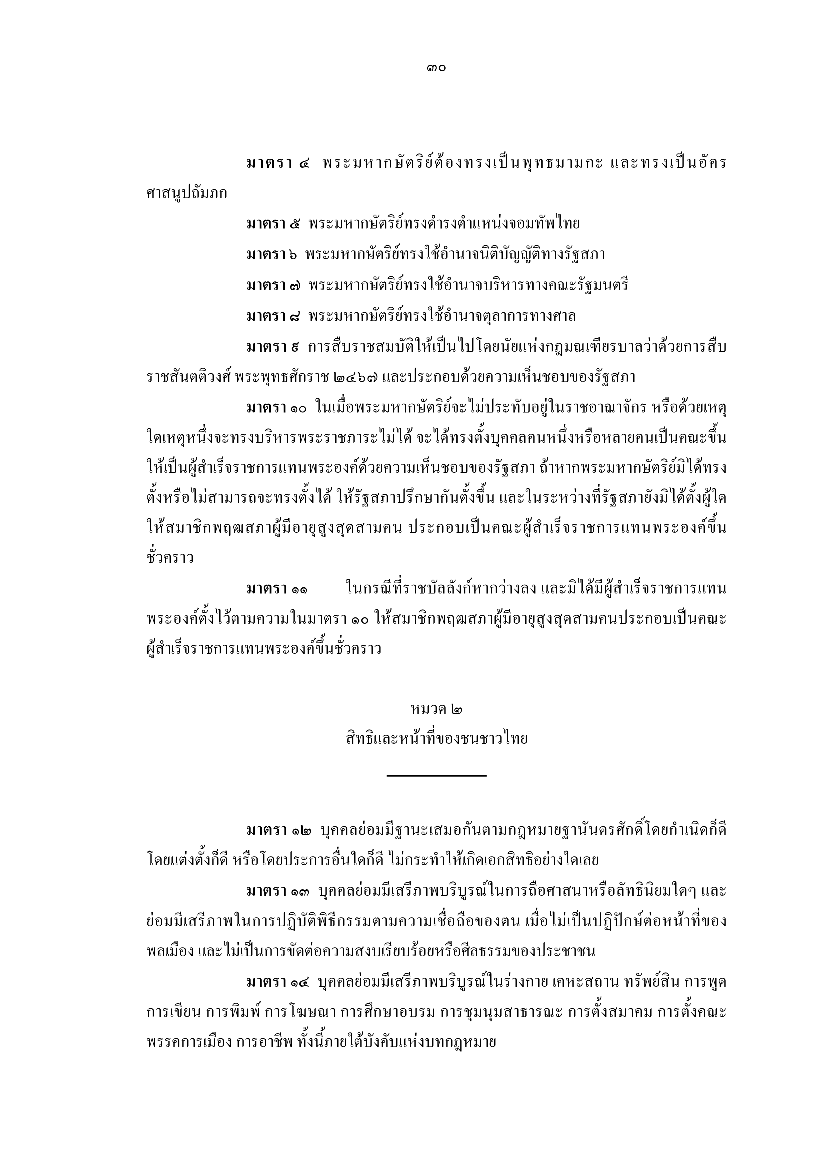 ๓๐
มาตรา ๔ พระมหากษัตริย์ต้องทรงเป็นพุทธมามกะ และทรงเป็นอัคร
ศาสนูปถัมภก
มาตรา ๕ พระมหากษัตริย์ทรงดำรงตำแหน่งจอมทัพไทย
มาตรา ๖ พระมหากษัตริย์ทรงใช้อำนาจนิติบัญญัติทางรัฐสภา
มาตรา ๗ พระมหากษัตริย์ทรงใช้อำนาจบริหารทางคณะรัฐมนตรี
มาตรา ๘ พระมหากษัตริย์ทรงใช้อำนาจตุลาการทางศาล
มาตรา ๙ การสืบราชสมบัติให้เป็นไปโดยนัยแห่งกฎมณเฑียรบาลว่าด้วยการสืบ
ราชสันตติวงศ์ พระพุทธศักราช ๒๔๖๗ และประกอบด้วยความเห็นชอบของรัฐสภา
มาตรา ๑๐ ในเมื่อพระมหากษัตริย์จะไม่ประทับอยู่ในราชอาณาจักร หรือด้วยเหตุ
ใดเหตุหนึ่งจะทรงบริหารพระราชภาระไม่ได้ จะได้ทรงตั้งบุคคลคนหนึ่งหรือหลายคนเป็นคณะขึ้น
ให้เป็นผู้สำเร็จราชการแทนพระองค์ด้วยความเห็นชอบของรัฐสภา ถ้าหากพระมหากษัตริย์มิได้ทรง
ตั้งหรือไม่สามารถจะทรงตั้งได้ ให้รัฐสภาปรึกษากันตั้งขึ้น และในระหว่างที่รัฐสภายังมิได้ตั้งผู้ใด
ให้สมาชิกพฤฒสภาผู้มีอายุสูงสุดสามคน ประกอบเป็นคณะผู้สำเร็จราชการแทนพระองค์ขึ้น
ชั่วคราว
มาตรา ๑๑ ในกรณีที่ราชบัลลังก์หากว่างลง และมิได้มีผู้สำเร็จราชการแทน
พระองค์ตั้งไว้ตามความในมาตรา ๑๐ ให้สมาชิกพฤฒสภาผู้มีอายุสูงสุดสามคนประกอบเป็นคณะ
ผู้สำเร็จราชการแทนพระองค์ขึ้นชั่วคราว
หมวด ๒
สิทธิและหน้าที่ของชนชาวไทย
มาตรา ๑๒ บุคคลย่อมมีฐานะเสมอกันตามกฎหมายฐานันดรศักดิ์โดยกำเนิดก็ดี
โดยแต่งตั้งก็ดี หรือโดยประการอื่นใดก็ดี ไม่กระทำให้เกิดเอกสิทธิอย่างใดเลย
มาตรา ๑๓ บุคคลย่อมมีเสรีภาพบริบูรณ์ในการถือศาสนาหรือลัทธินิยมใดๆ และ
ย่อมมีเสรีภาพในการปฏิบัติพิธีกรรมตามความเชื่อถือของตน เมื่อไม่เป็นปฏิปักษ์ต่อหน้าที่ของ
พลเมือง และไม่เป็นการขัดต่อความสงบเรียบร้อยหรือศีลธรรมของประชาชน
มาตรา ๑๔ บุคคลย่อมมีเสรีภาพบริบูรณ์ในร่างกาย เคหะสถาน ทรัพย์สิน การพูด
การเขียน การพิมพ์ การโฆษณา การศึกษาอบรม การชุมนุมสาธารณะ การตั้งสมาคม การตั้งคณะ
พรรคการเมือง การอาชีพ ทั้งนี้ภายใต้บังคับแห่งบทกฎหมาย